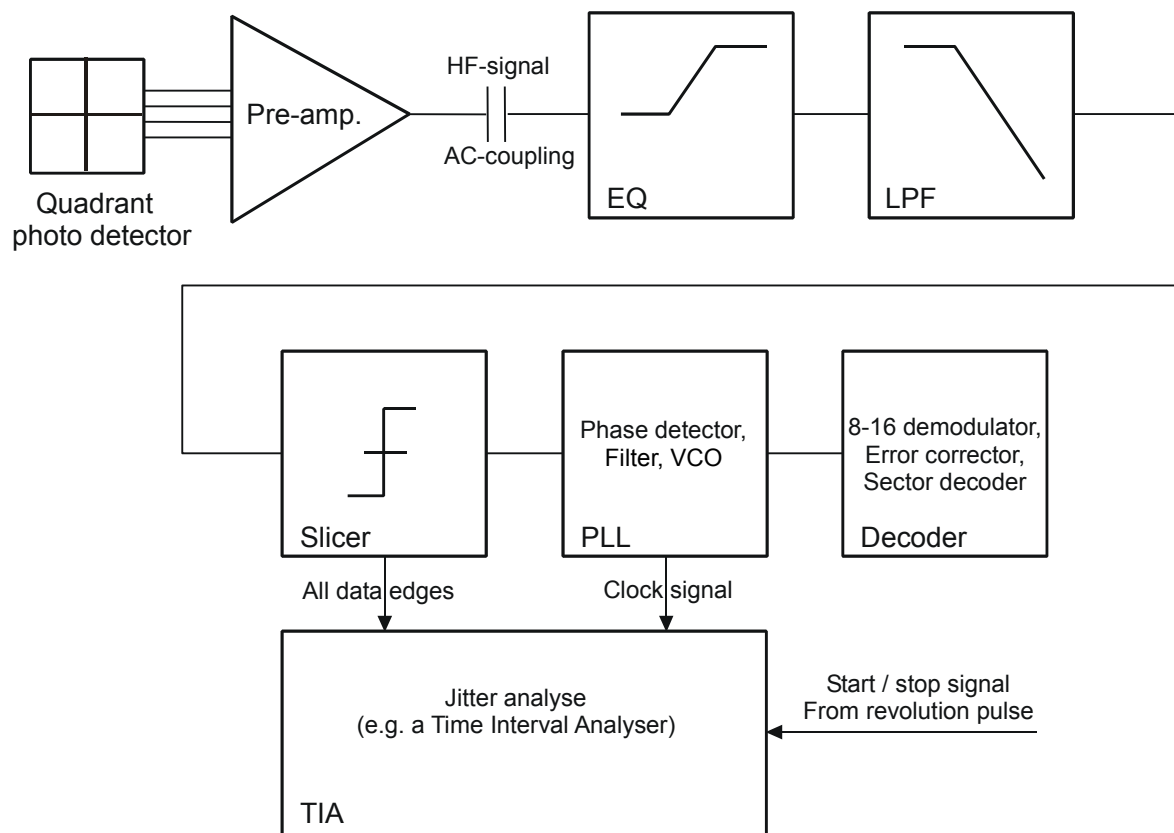 Quadrant
photo detector
Pre-amp.
HF-signal
AC-coupling
EQ
LPF
Slicer
Phase detector,
Filter, VCO
PLL
8-16 demodulator,
Error corrector,
Sector decoder
Decoder
All data edges
Clock signal
Jitter analyse
(e.g. a Time Interval Analyser)
TIA
Start / stop signal
From revolution pulse